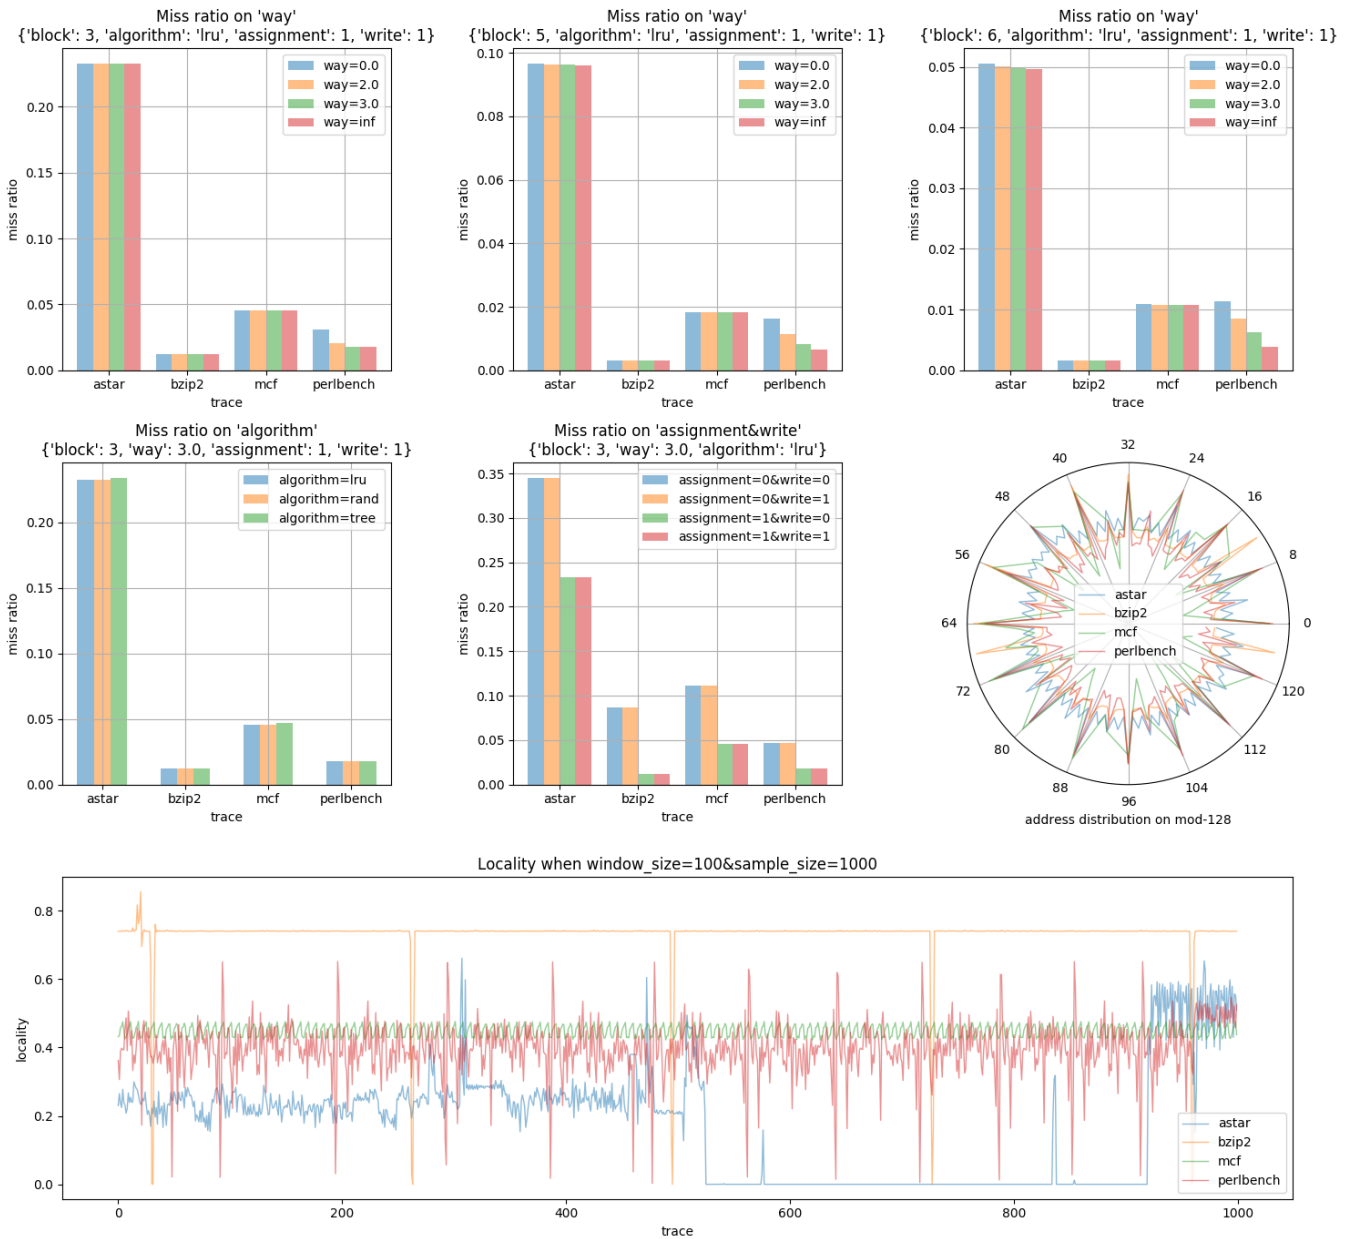 Miss ratio on 'way'
{'block': 3, 'algorithm': 'lru', 'assignment': 1, 'write': 1}
way=0.0
way=2.0
way=3.0
way=inf
0.20
0.15
0.10
0.05
0.00
miss ratio
astar
bzip2
mcf
perlbench
trace
Miss ratio on 'way'
{'block': 5, 'algorithm': 'lru', 'assignment': 1, 'write': 1}
way=0.0
way=2.0
way=3.0
way=inf
0.10
0.08
0.06
0.04
0.02
0.00
miss ratio
astar
bzip2
mcf
perlbench
trace
Miss ratio on 'way'
{'block': 6, 'algorithm': 'lru', 'assignment': 1, 'write': 1}
way=0.0
way=2.0
way=3.0
way=inf
0.05
0.04
0.03
0.02
0.01
0.00
miss ratio
astar
bzip2
mcf
perlbench
trace
Miss ratio on 'algorithm'
{'block': 3, 'way': 3.0, 'assignment': 1, 'write': 1}
algorithm=lru
algorithm=rand
algorithm=tree
0.20
0.15
0.10
0.05
0.00
miss ratio
astar
bzip2
mcf
perlbench
trace
Miss ratio on 'assignment&write'
{'block': 3, 'way': 3.0, 'algorithm': 'lru'}
assignment=0&write=0
assignment=0&write=1
assignment=1&write=0
assignment=1&write=1
0.35
0.30
0.25
0.20
0.15
0.10
0.05
0.00
miss ratio
astar
bzip2
mcf
perlbench
trace
0
8
16
24
32
40
48
56
64
72
80
88
96
104
112
120
astar
bzip2
mcf
perlbench
address distribution on mod-128
Locality when window_size=100&sample_size=1000
0.8
0.6
0.4
0.2
0.0
locality
0
200
400
600
800
1000
trace
astar
bzip2
mcf
perlbench